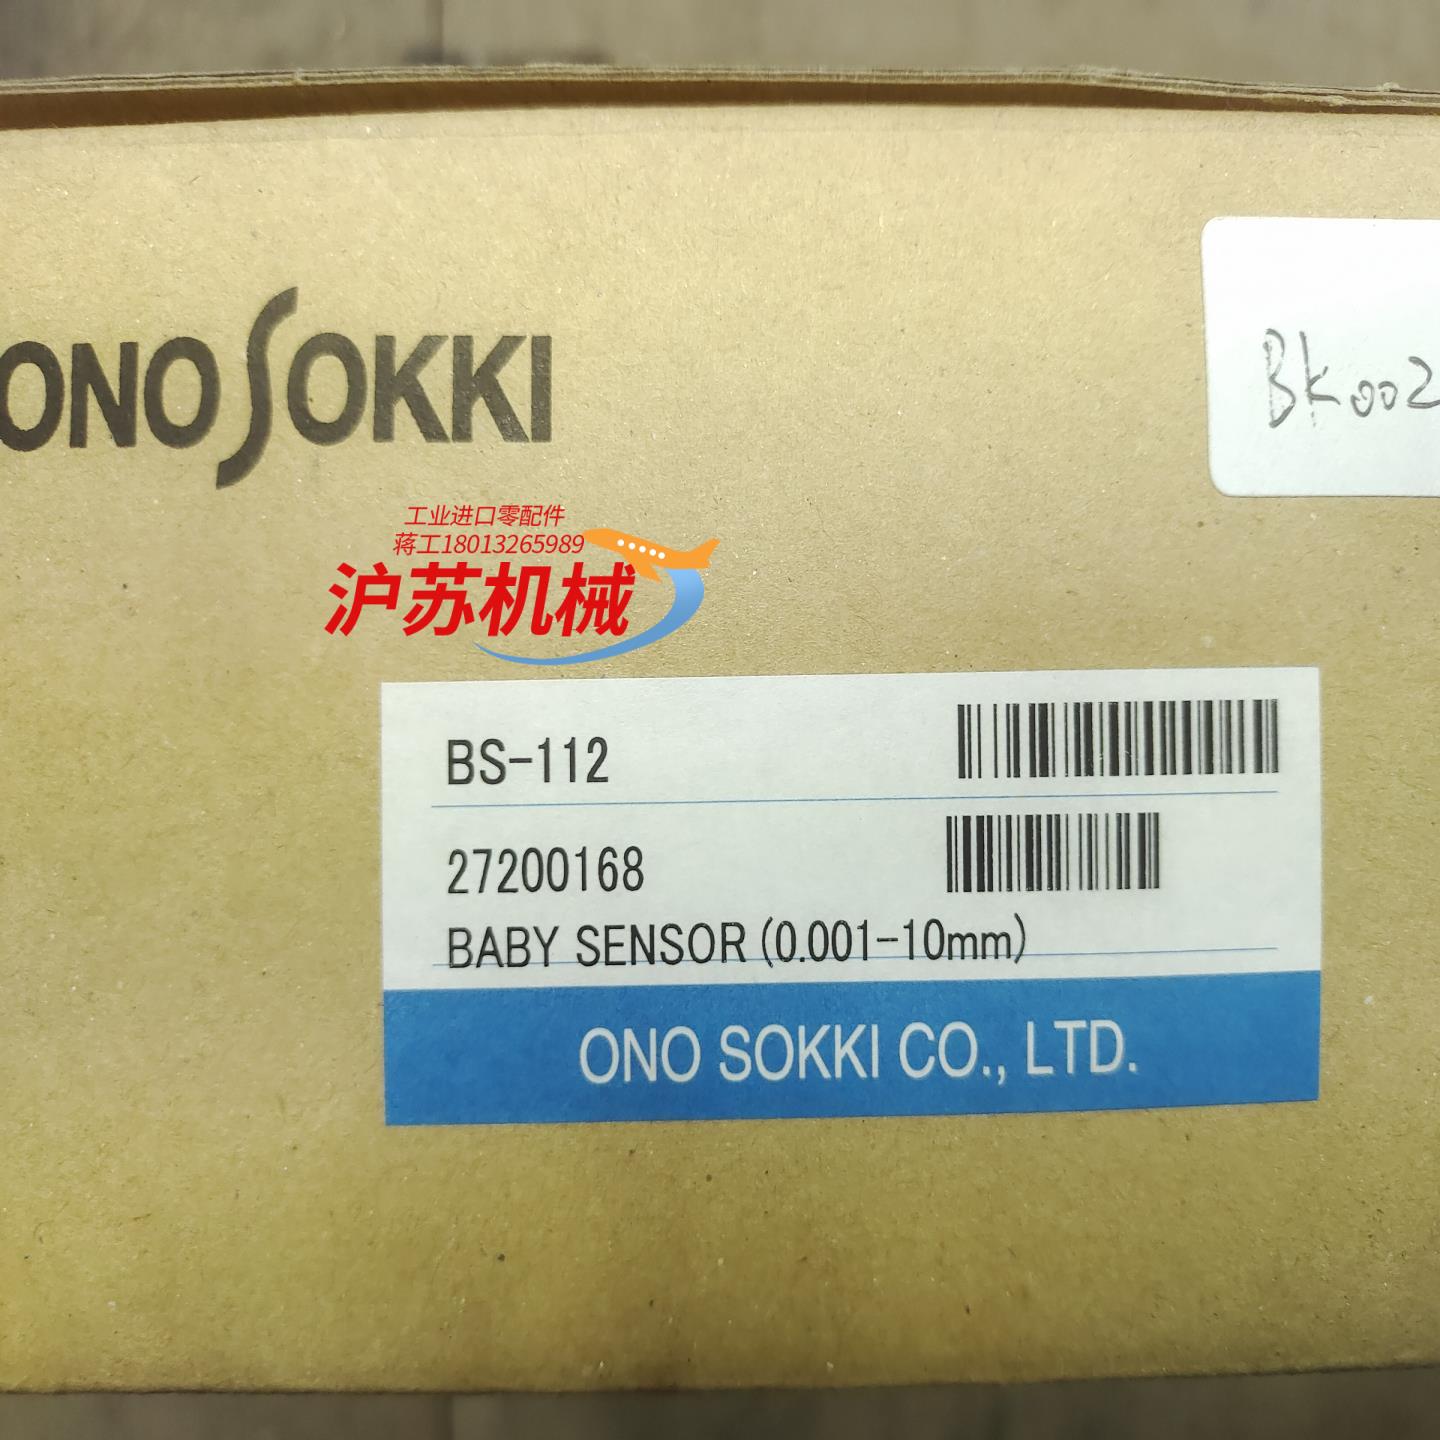 ONO SOKKI
BK002
工业进口零配件
蒋工18013265989
沪苏机械
BS-112
27200168
BABY SENSOR(0.001-10mm)
ONO SOKKI CO., LTD.